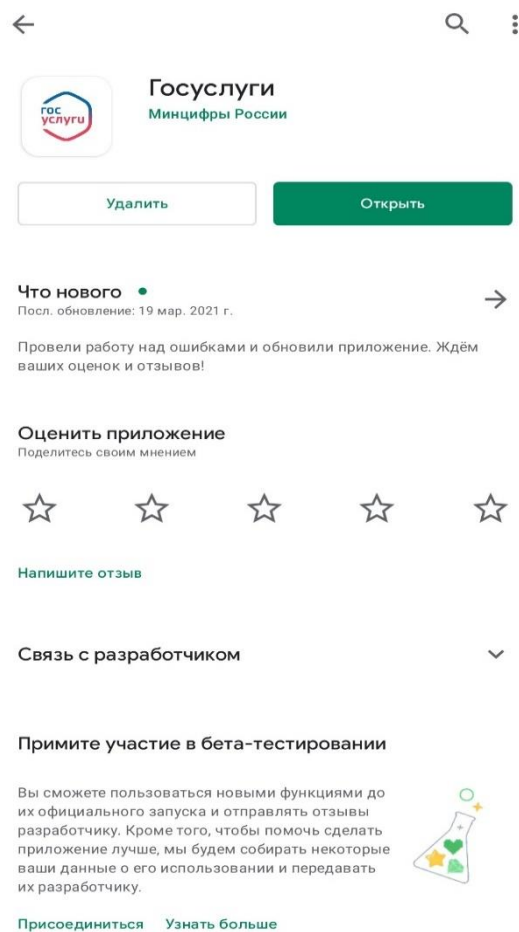 Госуслуги
гос
услуги
Минцифры России
Удалить
Открыть
Что нового
Посл. обновление: 19 мар. 2021 г.
Провели работу над ошибками и обновили приложение. Ждём
ваших оценок и отзывов!
Оценить приложение
Поделитесь своим мнением
Напишите отзыв
Связь с разработчиком
Примите участие в бета-тестировании
Вы сможете пользоваться новыми функциями до
их официального запуска и отправлять отзывы
разработчику. Кроме того, чтобы помочь сделать
приложение лучше, мы будем собирать некоторые
ваши данные о его использовании и передавать
их разработчику.
Присоединиться
Узнать больше